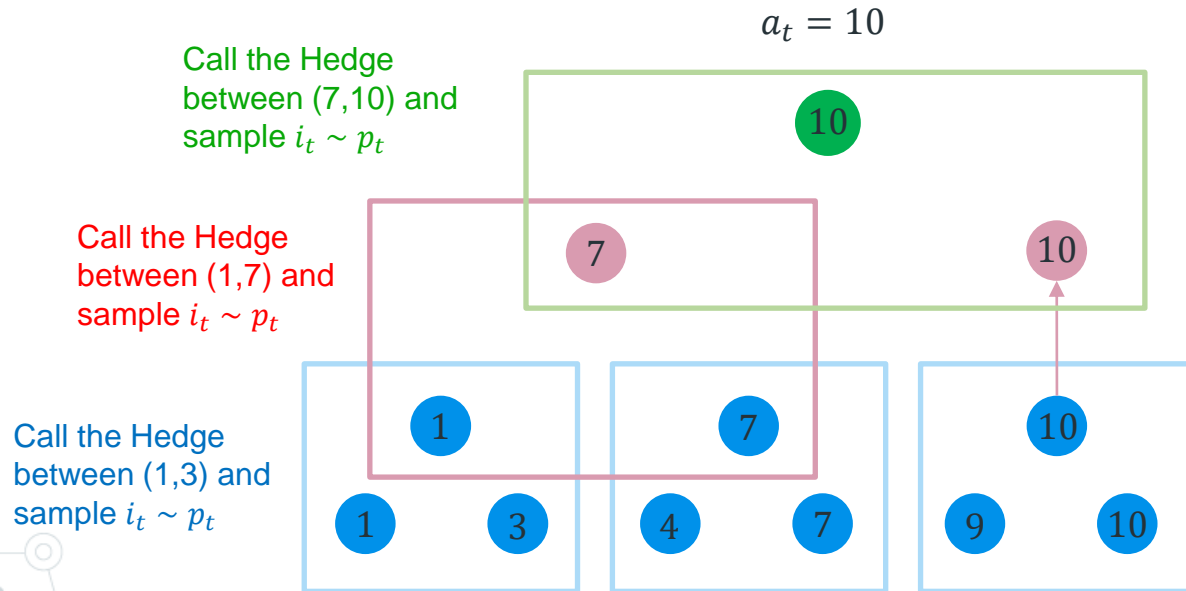 a_t = 10
Call the Hedge
between (7,10) and
sample i_t ~ p_t
10
Call the Hedge
between (1,7) and
sample i_t ~ p_t
7
10
Call the Hedge
between (1,3) and
sample i_t ~ p_t
1
7
10
1
3
4
7
9
10